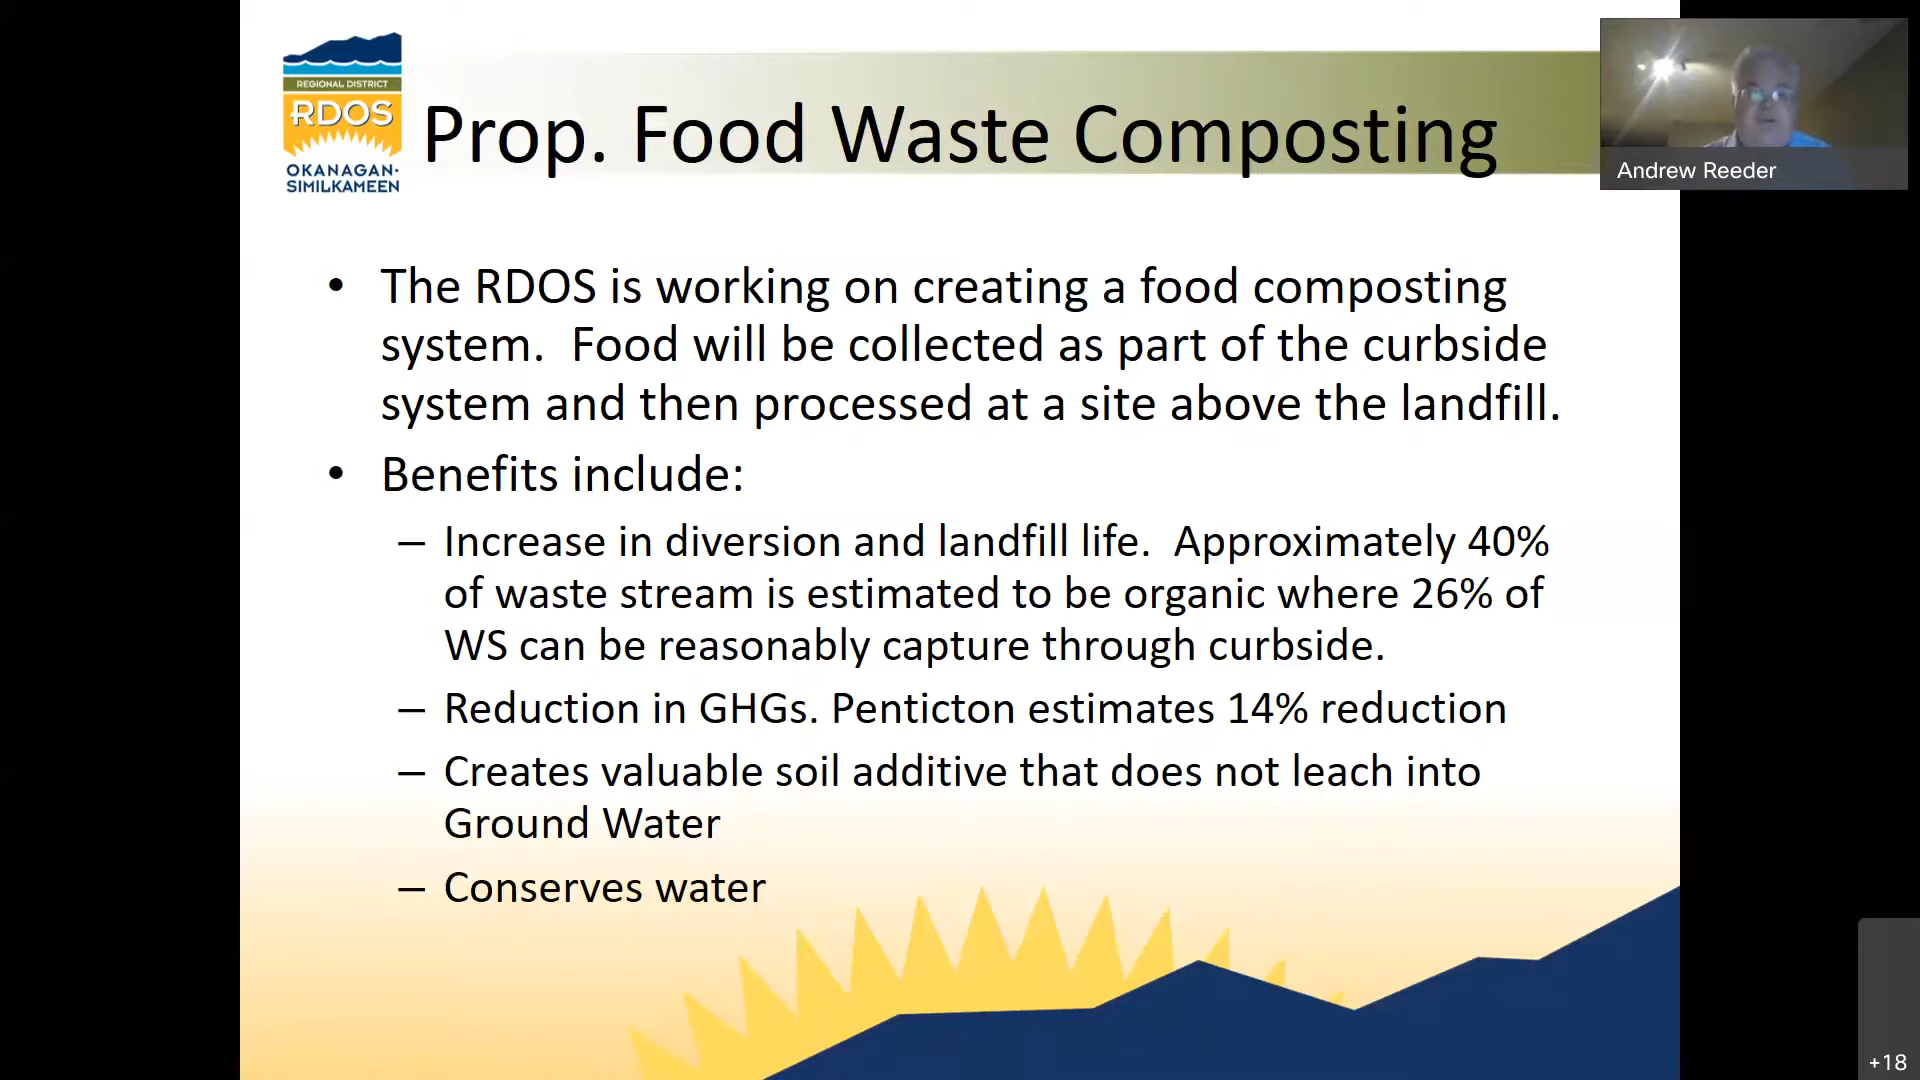 REGIONAL DISTRICT
RDOS
OKANAGAN-
SIMILKAMEEN
Prop. Food Waste Composting
Andrew Reeder
• The RDOS is working on creating a food composting
system. Food will be collected as part of the curbside
system and then processed at a site above the landfill.
• Benefits include:
– Increase in diversion and landfill life. Approximately 40%
of waste stream is estimated to be organic where 26% of
WS can be reasonably capture through curbside.
– Reduction in GHGs. Penticton estimates 14% reduction
– Creates valuable soil additive that does not leach into
Ground Water
– Conserves water
+18